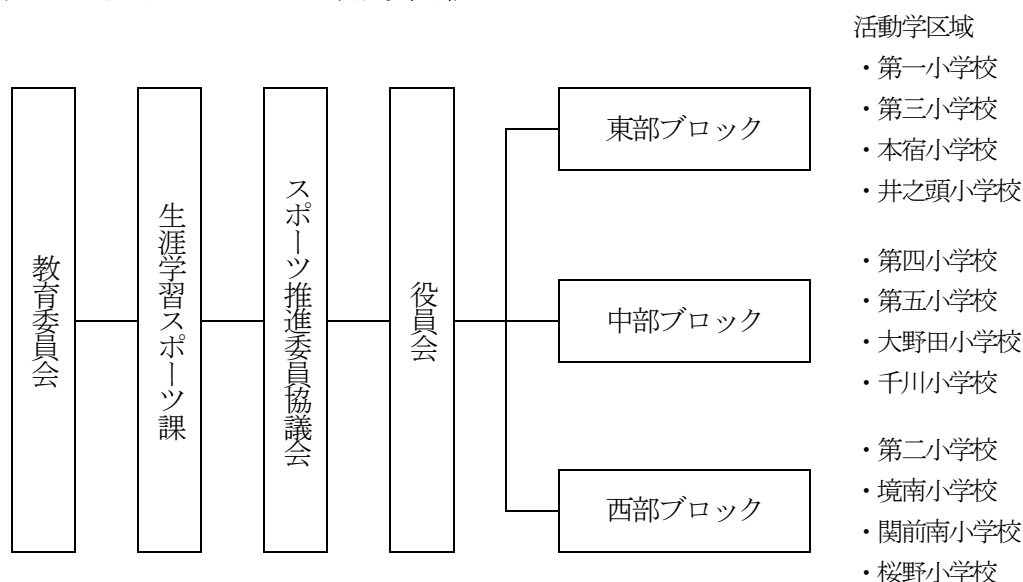 教育委員会
生涯学習スポーツ課
スポーツ推進委員協議会
役員会
東部ブロック
中部ブロック
西部ブロック
活動学区域
・第一小学校
・第三小学校
・本宿小学校
・井之頭小学校
・第四小学校
・第五小学校
・大野田小学校
・千川小学校
・第二小学校
・境南小学校
・関前南小学校
・桜野小学校